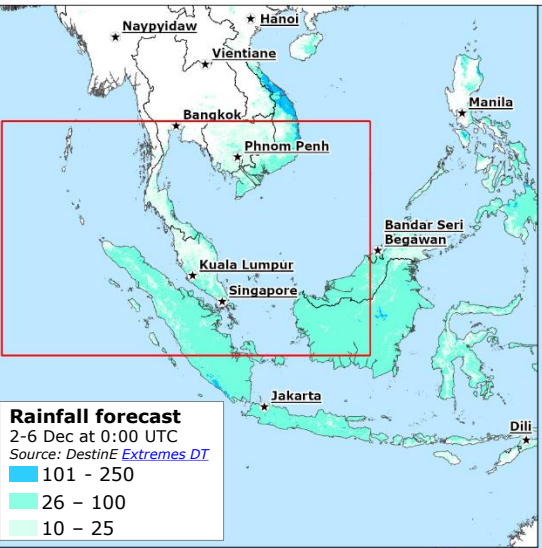 Hanoi
Naypyidaw
Vientiane
Manila
Bangkok
Phnom Penh
Bandar Seri
Begawan
Kuala Lumpur
Singapore
Jakarta
Dili
Rainfall forecast
2-6 Dec at 0:00 UTC
Source: DestinE Extremes DT
101 - 250
26 – 100
10 – 25